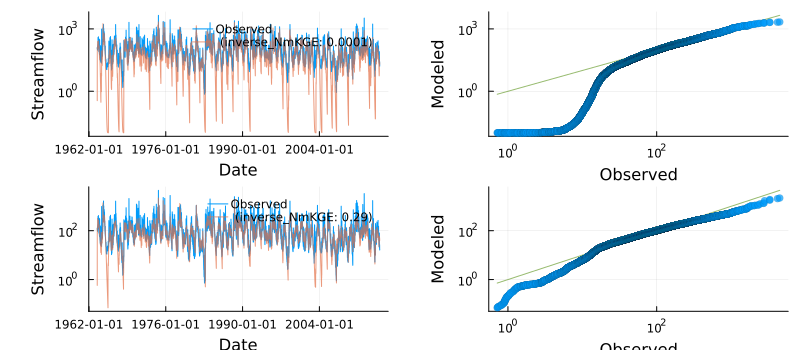 Streamflow
10³
10⁰
Observed
(inverse_NmKGE: 0.0001)
1962-01-01 1976-01-01 1990-01-01 2004-01-01
Date
Modeled
10³
10⁰
10⁰ 10²
Observed
Streamflow
10²
10⁰
Observed
(inverse_NmKGE: 0.29)
1962-01-01 1976-01-01 1990-01-01 2004-01-01
Date
Modeled
10²
10⁰
10⁰ 10²
Observed